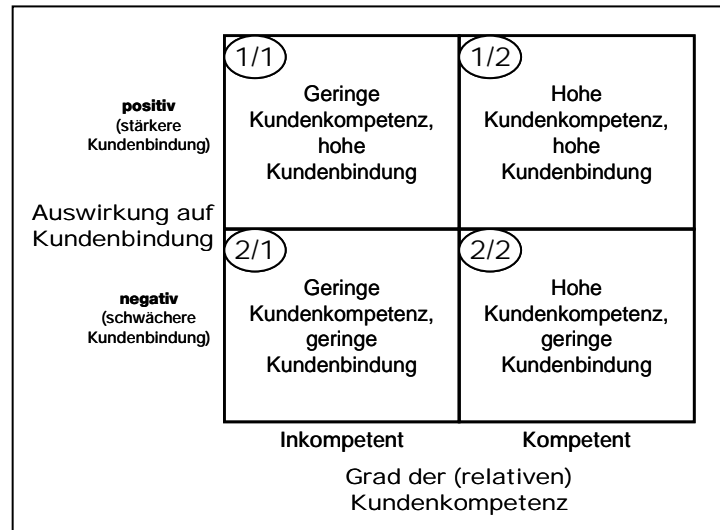 1/1
Geringe
Kundenkompetenz,
hohe
Kundenbindung
1/2
Hohe
Kundenkompetenz,
hohe
Kundenbindung
positiv
(stärkere
Kundenbindung)
Auswirkung auf
Kundenbindung
2/1
Geringe
Kundenkompetenz,
geringe
Kundenbindung
2/2
Hohe
Kundenkompetenz,
geringe
Kundenbindung
negativ
(schwächere
Kundenbindung)
Inkompetent
Kompetent
Grad der (relativen)
Kundenkompetenz